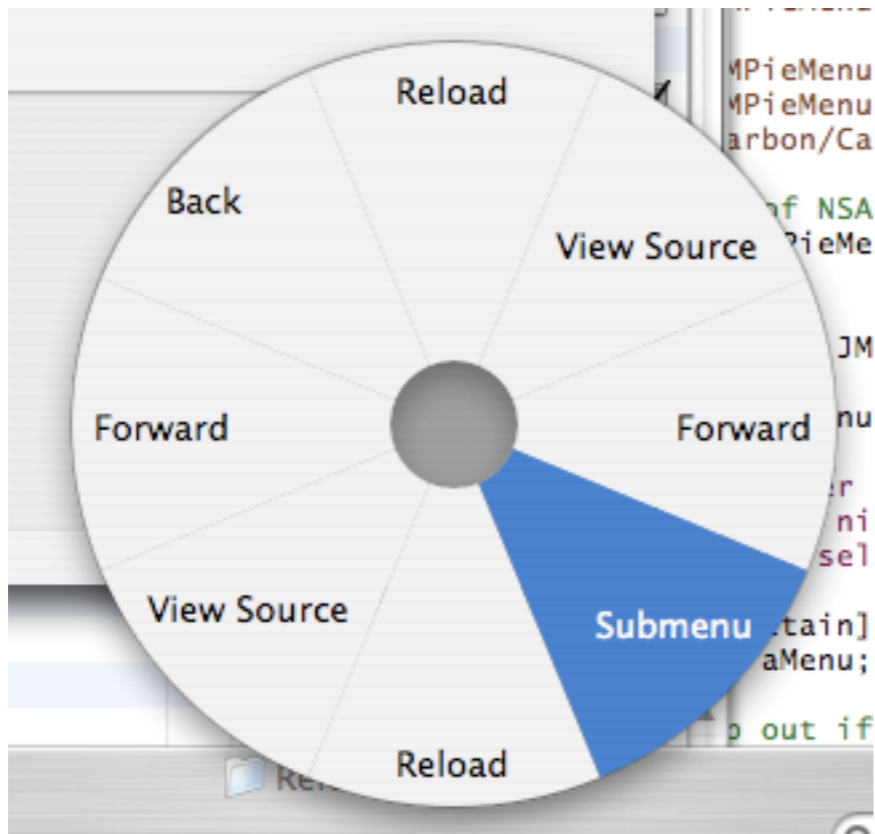 MPieMenu
Reload
MPieMenu
arbon/Ca
Back
of NSA
View Source
PieMe
JM
Forward
Forward
nu
er
ni
sel
View Source
Submenu
tain]
aMenu;
out if
Reload